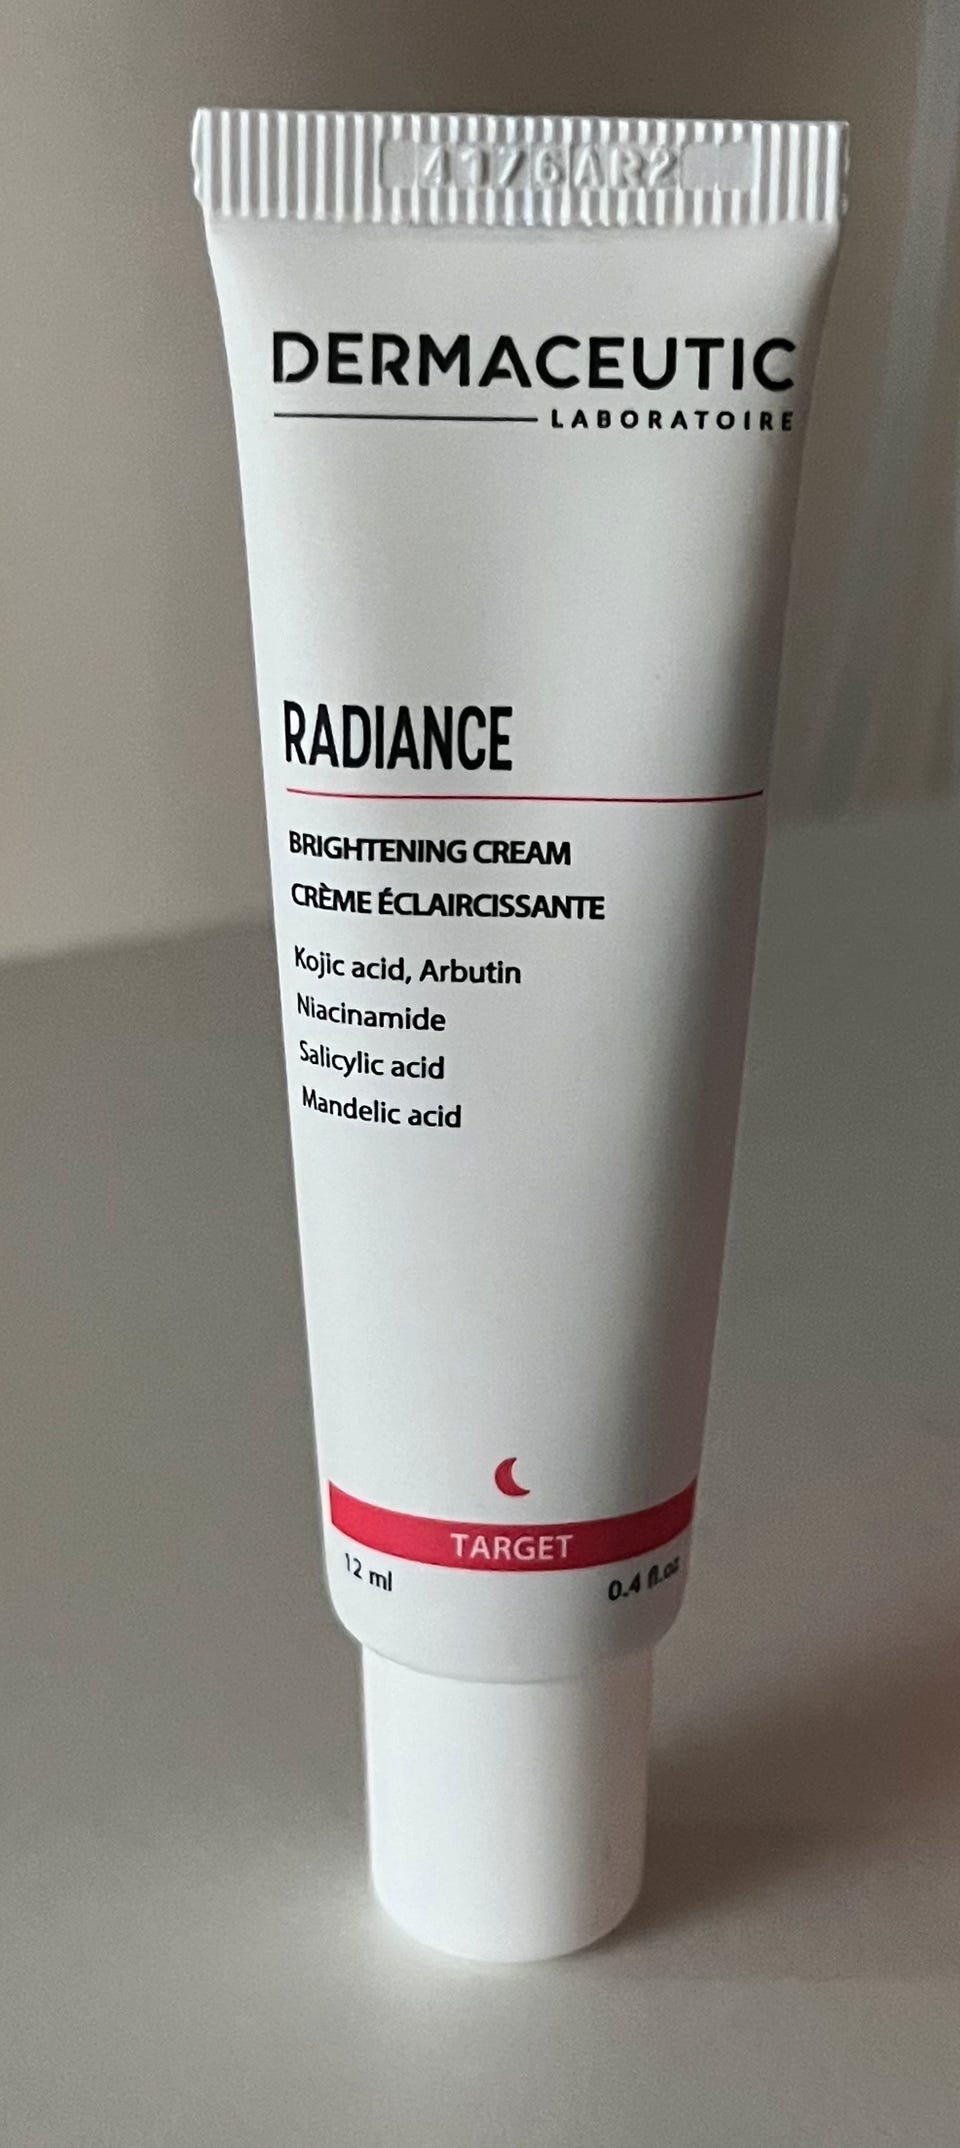 4176AR2
DERMACEUTIC
LABORATOIRE
RADIANCE
BRIGHTENING CREAM
CRÈME ÉCLAIRCISSANTE
Kojic acid, Arbutin
Niacinamide
Salicylic acid
Mandelic acid
TARGET
12 ml 0.4 fl.oz